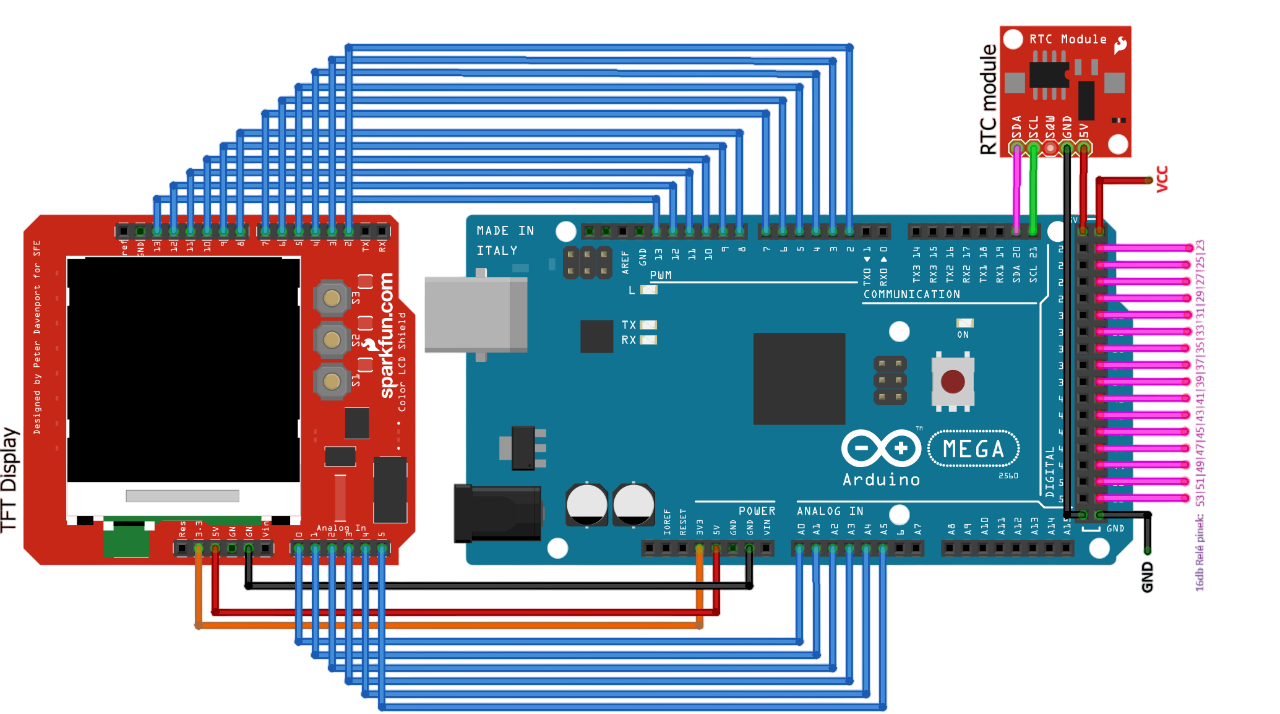 TFT Display
Designed by Peter Davenport for SFE
GND
13
12
11
10
9
8
7
6
5
4
3
2
TX
RX
S3
S2
S1
sparkfun.com
Color LCD Shield
Res
3.3
5V
GN
GN
Vin
Analog In
0
1
2
3
4
5
MADE IN
ITALY
AREF
GND
13
12
11
10
9
8
7
6
5
4
3
2
TX0 ▶ 1
RX0 ◀ 0
TX3 14
RX3 15
TX2 16
RX2 17
TX1 18
RX1 19
SDA 20
SCL 21
PWM
COMMUNICATION
L
TX
RX
ON
Arduino
MEGA
2560
TM
DIGITAL
POWER
ANALOG IN
IOREF
RESET
3V3
5V
GND
GND
VIN
A0
A1
A2
A3
A4
A5
6
A7
A8
A9
A10
A11
A12
A13
A14
GND
RTC module
RTC Module
SDA
SCL
SQW
GND
5V
VCC
GND
16db Relé pinek: 53|51|49|47|45|43|41|39|37|35|33|31|29|27|25|23